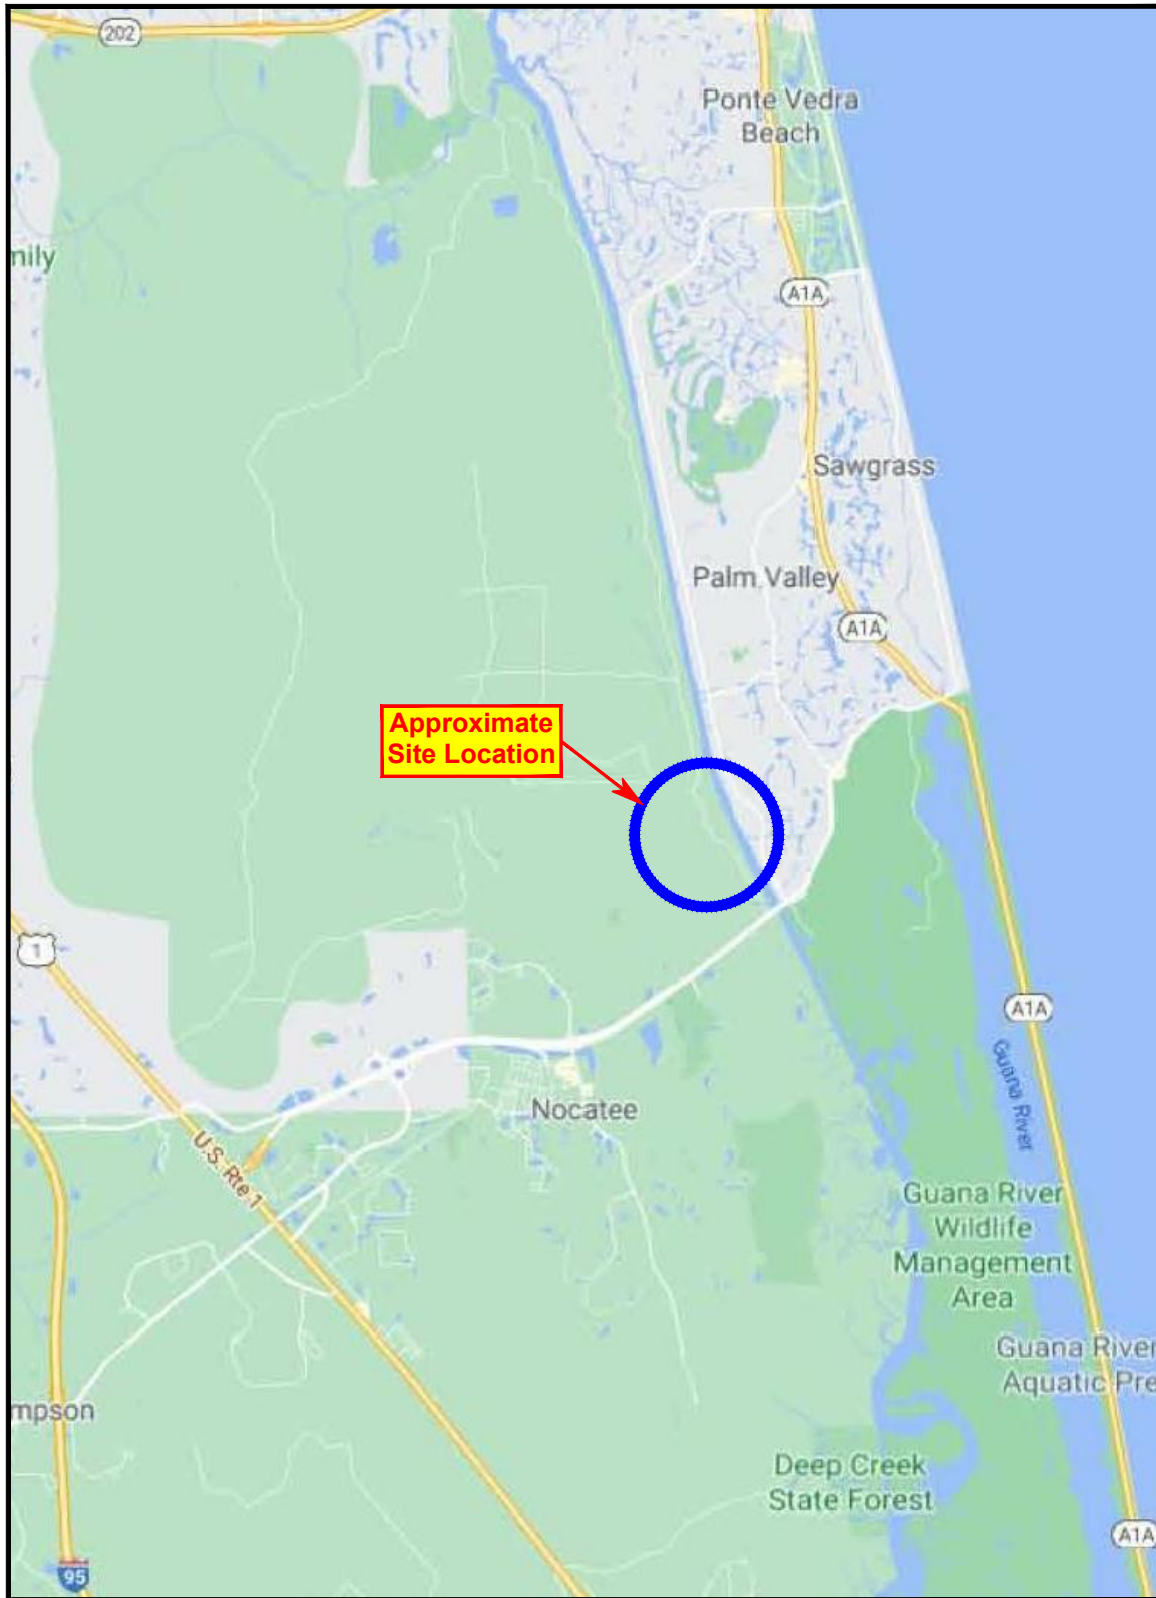 202
Ponte Vedra
Beach
mily
A1A
Sawgrass
Palm Valley
A1A
Approximate
Site Location
1
A1A
Guana River
Nocatee
U.S. Rte 1
Guana River
Wildlife
Management
Area
Guana River
Aquatic Pre
mpson
Deep Creek
State Forest
A1A
95